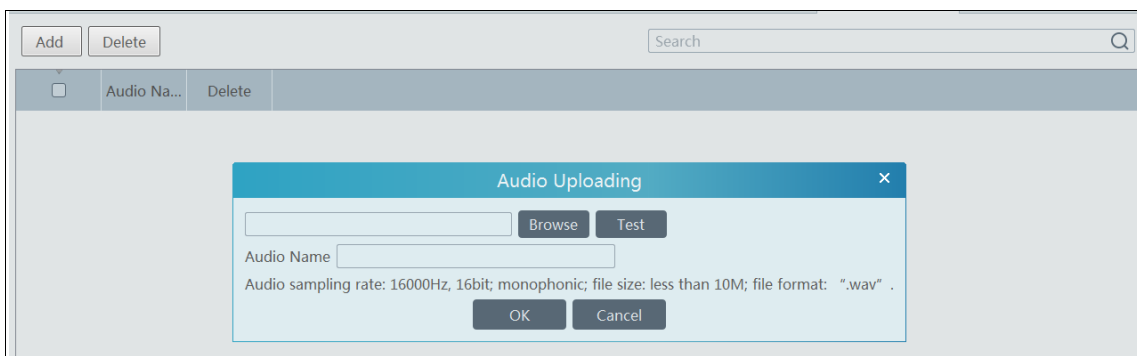 Add Delete Search
Audio Na... Delete
Audio Uploading
Browse Test
Audio Name
Audio sampling rate: 16000Hz, 16bit; monophonic; file size: less than 10M; file format: “.wav” .
OK Cancel